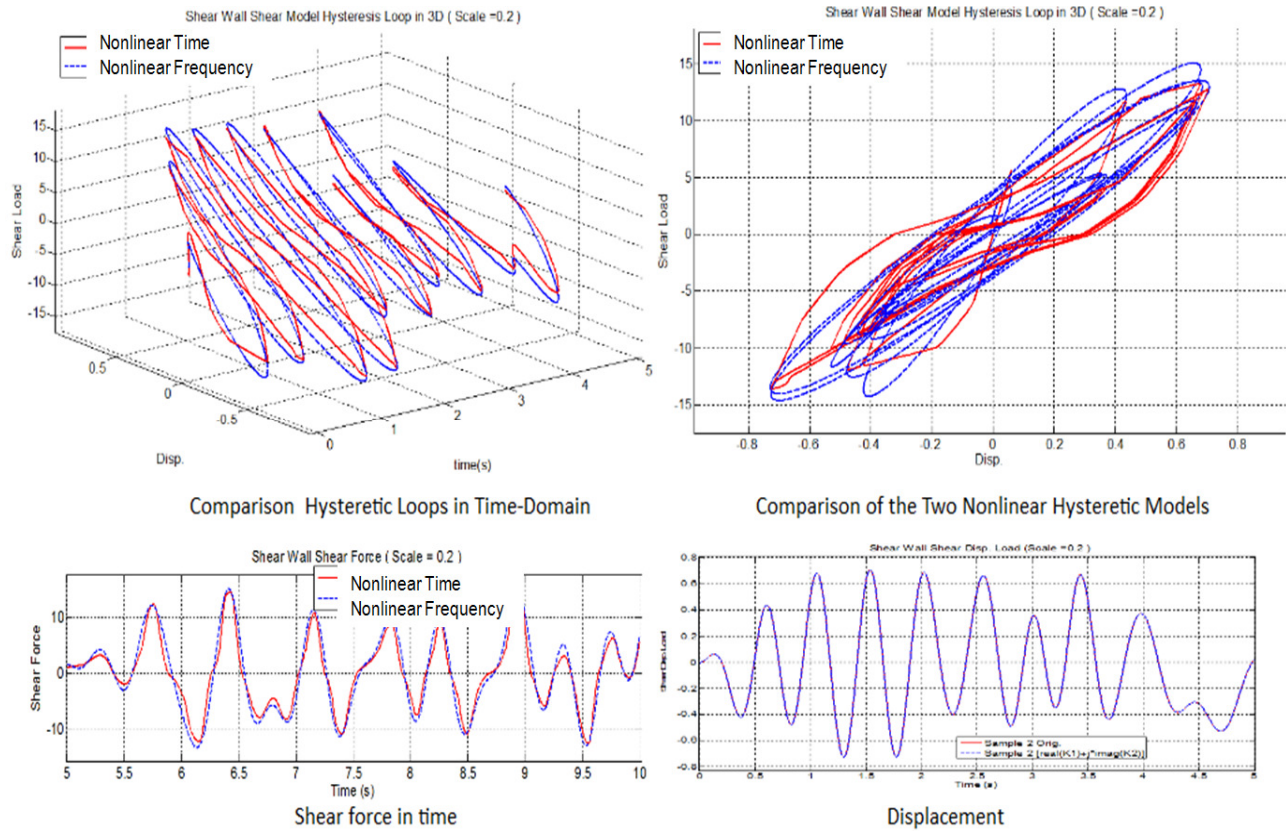 Shear Wall Shear Model Hysteresis Loop in 3D ( Scale =0.2 )
Nonlinear Time
Nonlinear Frequency
15
10
5
0
-5
-10
-15
Shear Load
0.5
0
-0.5
Disp.
0
1
2
3
4
5
time(s)
Comparison Hysteretic Loops in Time-Domain
Shear Wall Shear Model Hysteresis Loop in 3D ( Scale =0.2 )
Nonlinear Time
Nonlinear Frequency
15
10
5
0
-5
-10
-15
Shear Load
-0.8
-0.6
-0.4
-0.2
0
0.2
0.4
0.6
0.8
Disp.
Comparison of the Two Nonlinear Hysteretic Models
Shear Wall Shear Force ( Scale = 0.2 )
Nonlinear Time
Nonlinear Frequency
10
0
-10
Shear Force
5
5.5
6
6.5
7
7.5
8
8.5
9
9.5
10
Time (s)
Shear force in time
Shear Wall Shear Disp. Load (Scale =0.2 )
0.8
0.6
0.4
0.2
0
-0.2
-0.4
-0.6
-0.8
Sample 2 Orig.
Sample 2 [real(K1)+j*imag(K2)]
0
0.5
1
1.5
2
2.5
3
3.5
4
4.5
5
Time (s)
Displacement